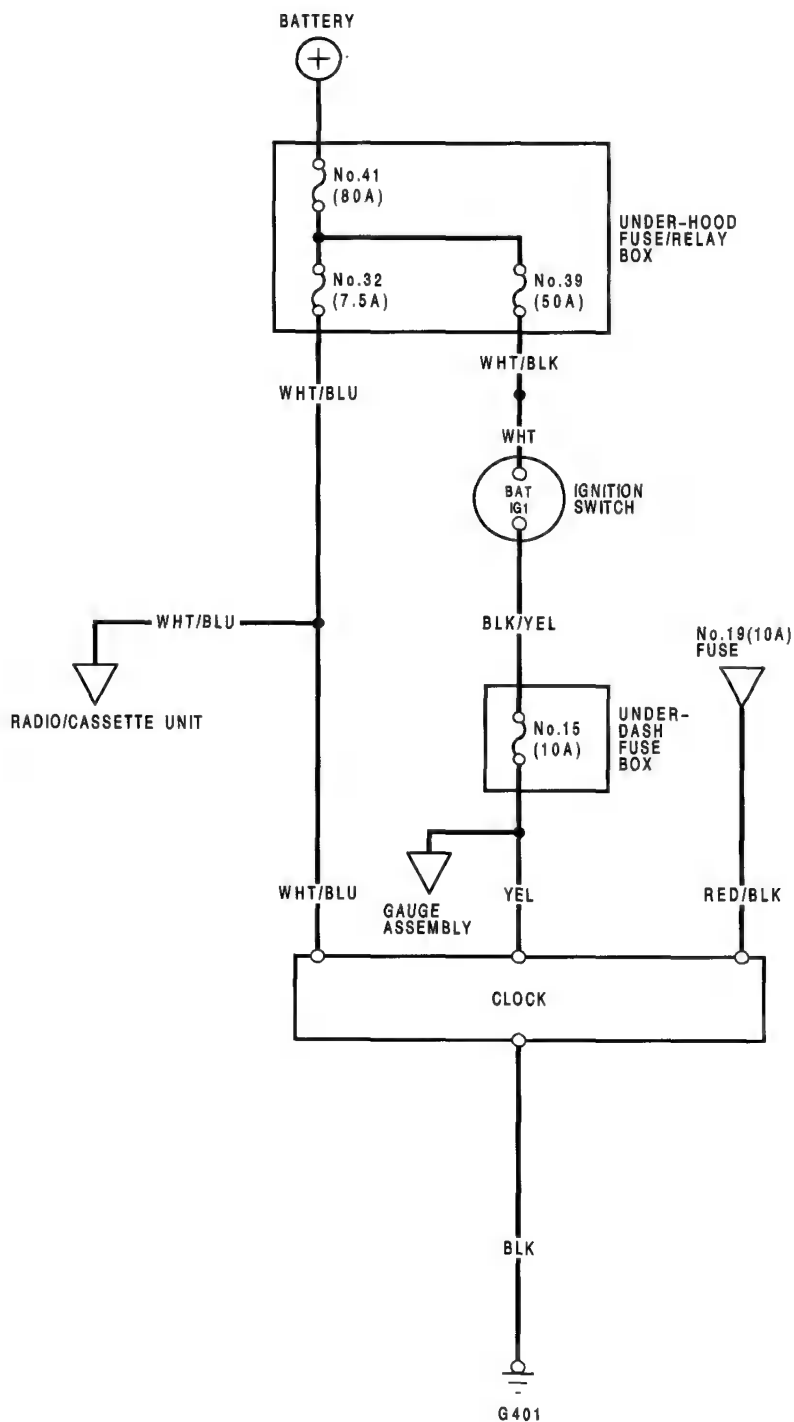 BATTERY
+
No.41
(80A)
UNDER-HOOD
FUSE/RELAY
BOX
No.32
(7.5A)
No.39
(50A)
WHT/BLU
WHT/BLK
WHT
BAT
IG1
IGNITION
SWITCH
WHT/BLU
BLK/YEL
No.19(10A)
FUSE
RADIO/CASSETTE UNIT
No.15
(10A)
UNDER-
DASH
FUSE
BOX
WHT/BLU
GAUGE
ASSEMBLY
YEL
RED/BLK
CLOCK
BLK
G401